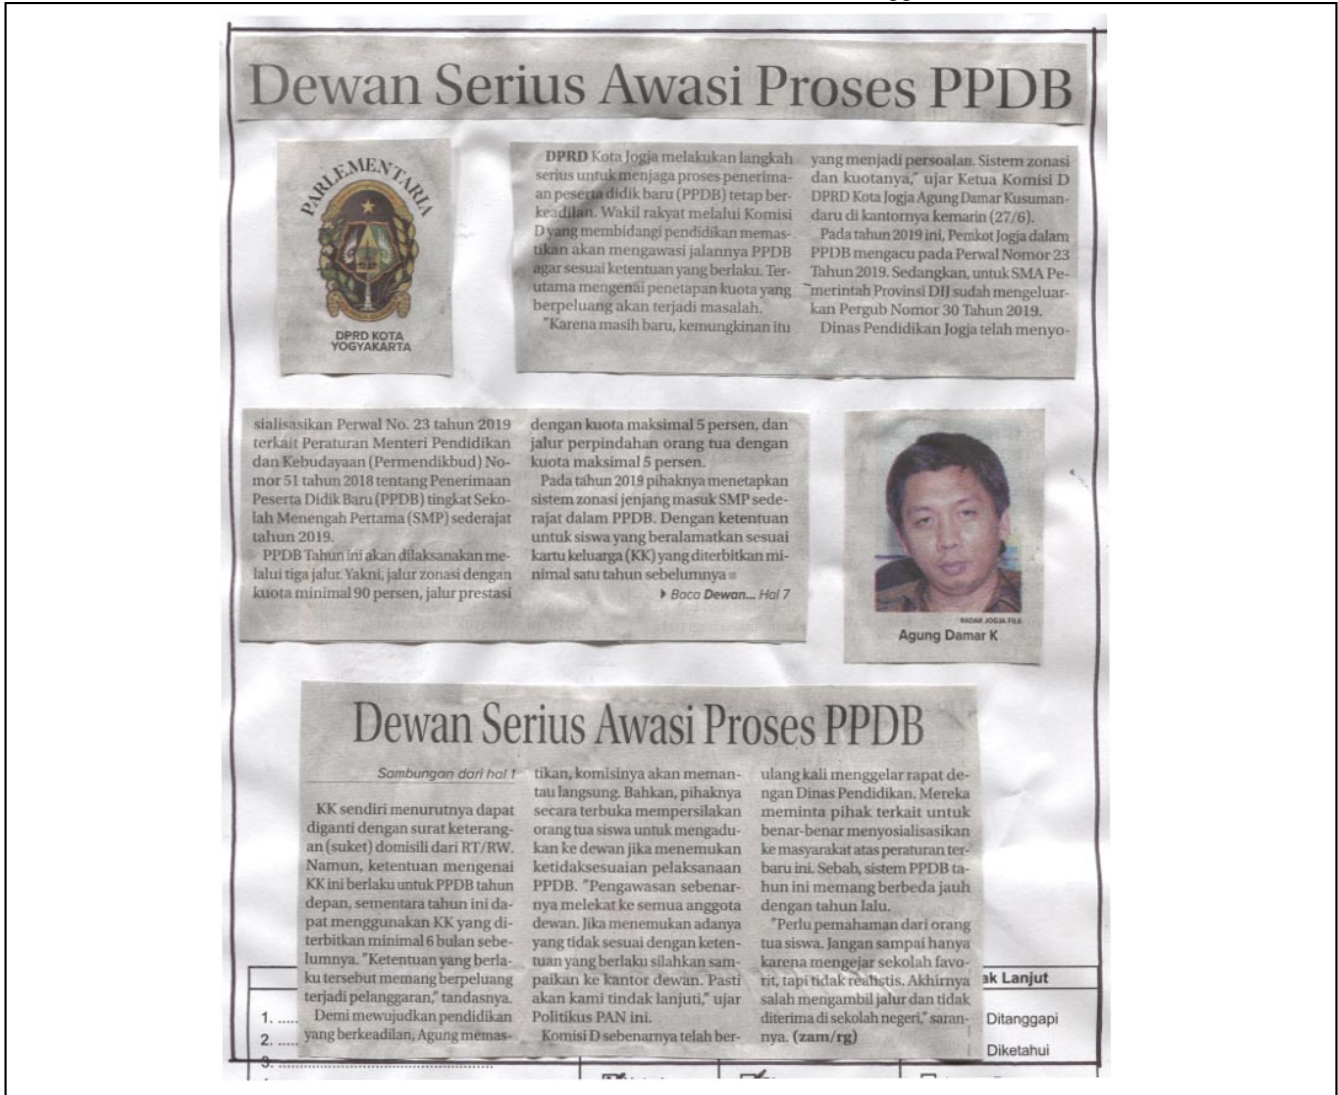 Dewan Serius Awasi Proses PPDB
PARLEMENTARIA
DPRD KOTA
YOGYAKARTA
DPRD Kota Jogja melakukan langkah
serius untuk menjaga proses penerima-
an peserta didik baru (PPDB) tetap ber-
keadilan. Wakil rakyat melalui Komisi
D yang membidangi pendidikan memas-
tikan akan mengawasi jalannya PPDB
agar sesuai ketentuan yang berlaku. Ter-
utama mengenai penetapan kuota yang
berpeluang akan terjadi masalah.
"Karena masih baru, kemungkinan itu
yang menjadi persoalan. Sistem zonasi
dan kuotanya," ujar Ketua Komisi D
DPRD Kota Jogja Agung Damar Kusuman-
daru di kantornya kemarin (27/6).
Pada tahun 2019 ini, Pemkot Jogja dalam
PPDB mengacu pada Perwal Nomor 23
Tahun 2019. Sedangkan, untuk SMA Pe-
merintah Provinsi DIJ sudah mengeluar-
kan Pergub Nomor 30 Tahun 2019.
Dinas Pendidikan Jogja telah menyo-
sialisasikan Perwal No. 23 tahun 2019
terkait Peraturan Menteri Pendidikan
dan Kebudayaan (Permendikbud) No-
mor 51 tahun 2018 tentang Penerimaan
Peserta Didik Baru (PPDB) tingkat Seko-
lah Menengah Pertama (SMP) sederajat
tahun 2019.
PPDB Tahun ini akan dilaksanakan me-
lalui tiga jalur. Yakni, jalur zonasi dengan
kuota minimal 90 persen, jalur prestasi
dengan kuota maksimal 5 persen, dan
jalur perpindahan orang tua dengan
kuota maksimal 5 persen.
Pada tahun 2019 pihaknya menetapkan
sistem zonasi jenjang masuk SMP sede-
rajat dalam PPDB. Dengan ketentuan
untuk siswa yang beralamatkan sesuai
kartu keluarga (KK) yang diterbitkan mi-
nimal satu tahun sebelumnya
Baca Dewan... Hal 7
RADAR JOGJA FILE
Agung Damar K
Dewan Serius Awasi Proses PPDB
Sambungan dari hal 1
KK sendiri menurutnya dapat
diganti dengan surat keterang-
an (suket) domisili dari RT/RW.
Namun, ketentuan mengenai
KK ini berlaku untuk PPDB tahun
depan, sementara tahun ini da-
pat menggunakan KK yang di-
terbitkan minimal 6 bulan sebe-
lumnya. "Ketentuan yang berla-
ku tersebut memang berpeluang
terjadi pelanggaran," tandasnya.
Demi mewujudkan pendidikan
yang berkeadilan, Agung memas-
tikan, komisinya akan meman-
tau langsung. Bahkan, pihaknya
secara terbuka mempersilakan
orang tua siswa untuk mengadu-
kan ke dewan jika menemukan
ketidaksesuaian pelaksanaan
PPDB. "Pengawasan sebenar-
nya melekat ke semua anggota
dewan. Jika menemukan adanya
yang tidak sesuai dengan keten-
tuan yang berlaku silahkan sam-
paikan ke kantor dewan. Pasti
akan kami tindak lanjuti," ujar
Politikus PAN ini.
Komisi D sebenarnya telah ber-
ulang kali menggelar rapat de-
ngan Dinas Pendidikan. Mereka
meminta pihak terkait untuk
benar-benar menyosialisasikan
ke masyarakat atas peraturan ter-
baru ini. Sebab, sistem PPDB ta-
hun ini memang berbeda jauh
dengan tahun lalu.
"Perlu pemahaman dari orang
tua siswa. Jangan sampai hanya
karena mengejar sekolah favo-
rit, tapi tidak realistis. Akhirnya
salah mengambil jalur dan tidak
diterima di sekolah negeri," saran-
nya. (zam/rg)
ak Lanjut
1. .....
Ditanggapi
2. .....
Diketahui
3. .....